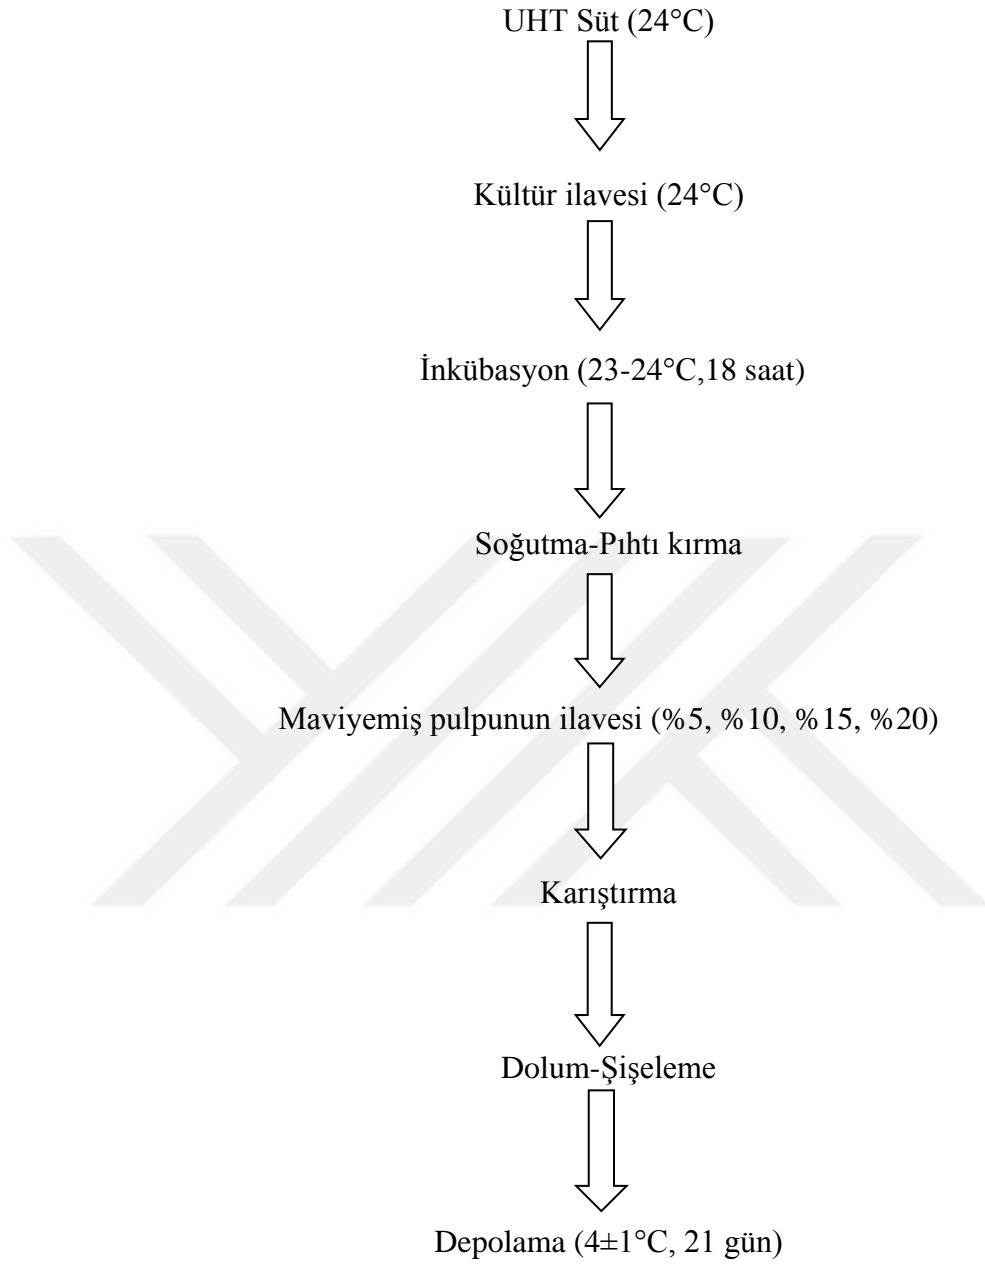 UHT Süt (24°C)
Kültür ilavesi (24°C)
İnkübasyon (23-24°C,18 saat)
Soğutma-Pıhtı kırma
Maviyemiş pulpunun ilavesi (%5, %10, %15, %20)
Karıştırma
Dolum-Şişeleme
Depolama (4±1°C, 21 gün)